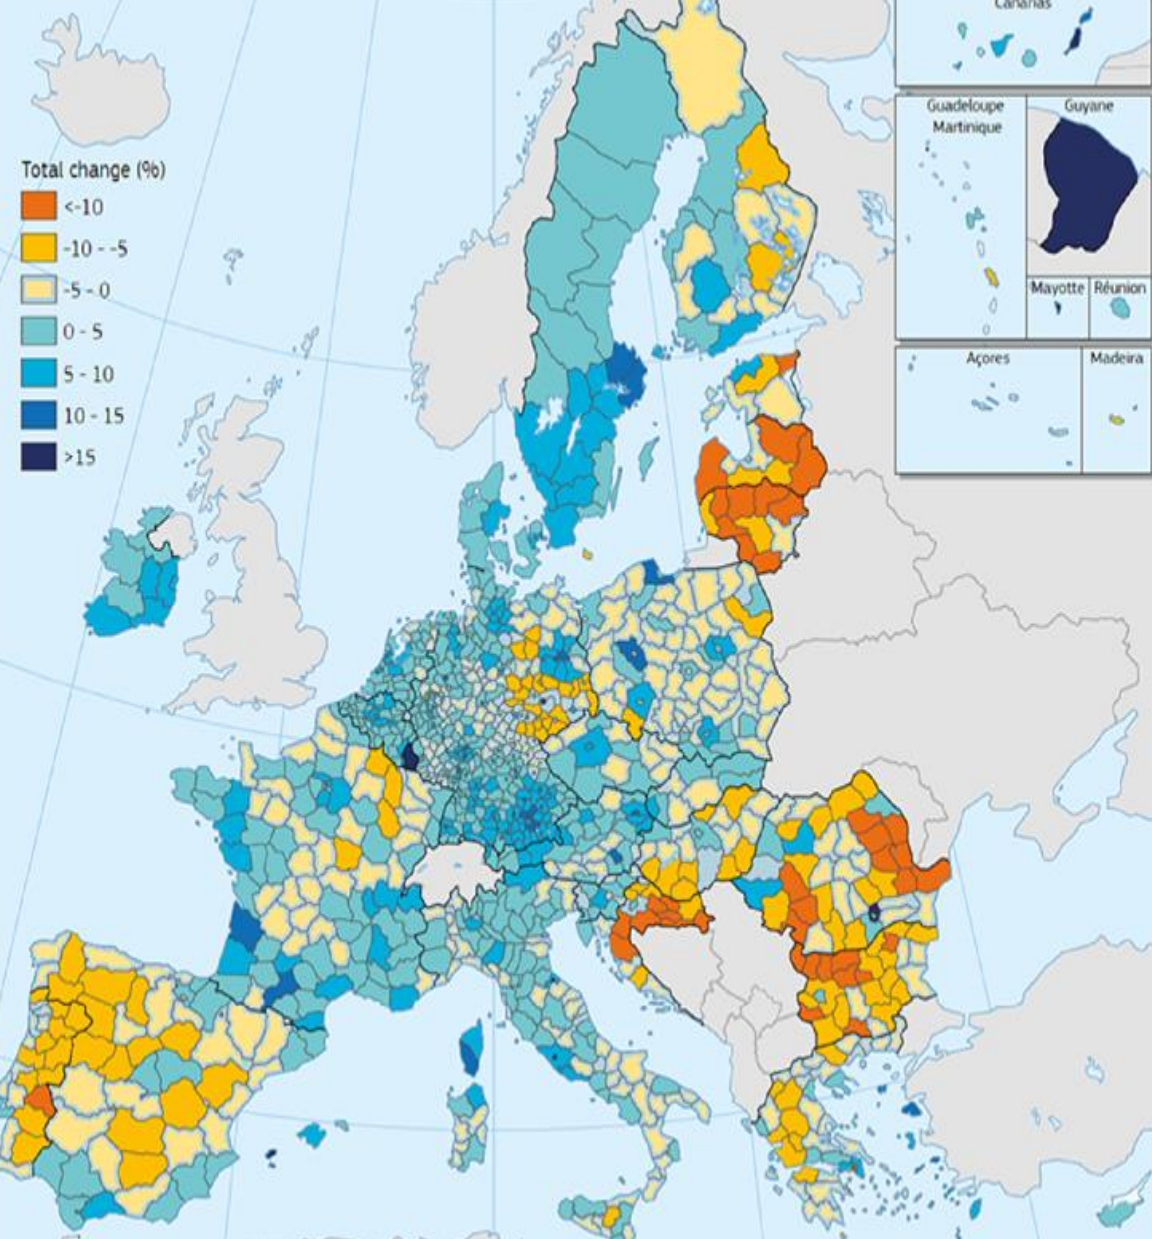 Canarias
Guadeloupe
Martinique
Guyane
Mayotte
Réunion
Açores
Madeira
Total change (%)
<-10
-10 - -5
-5 - 0
0 - 5
5 - 10
10 - 15
>15